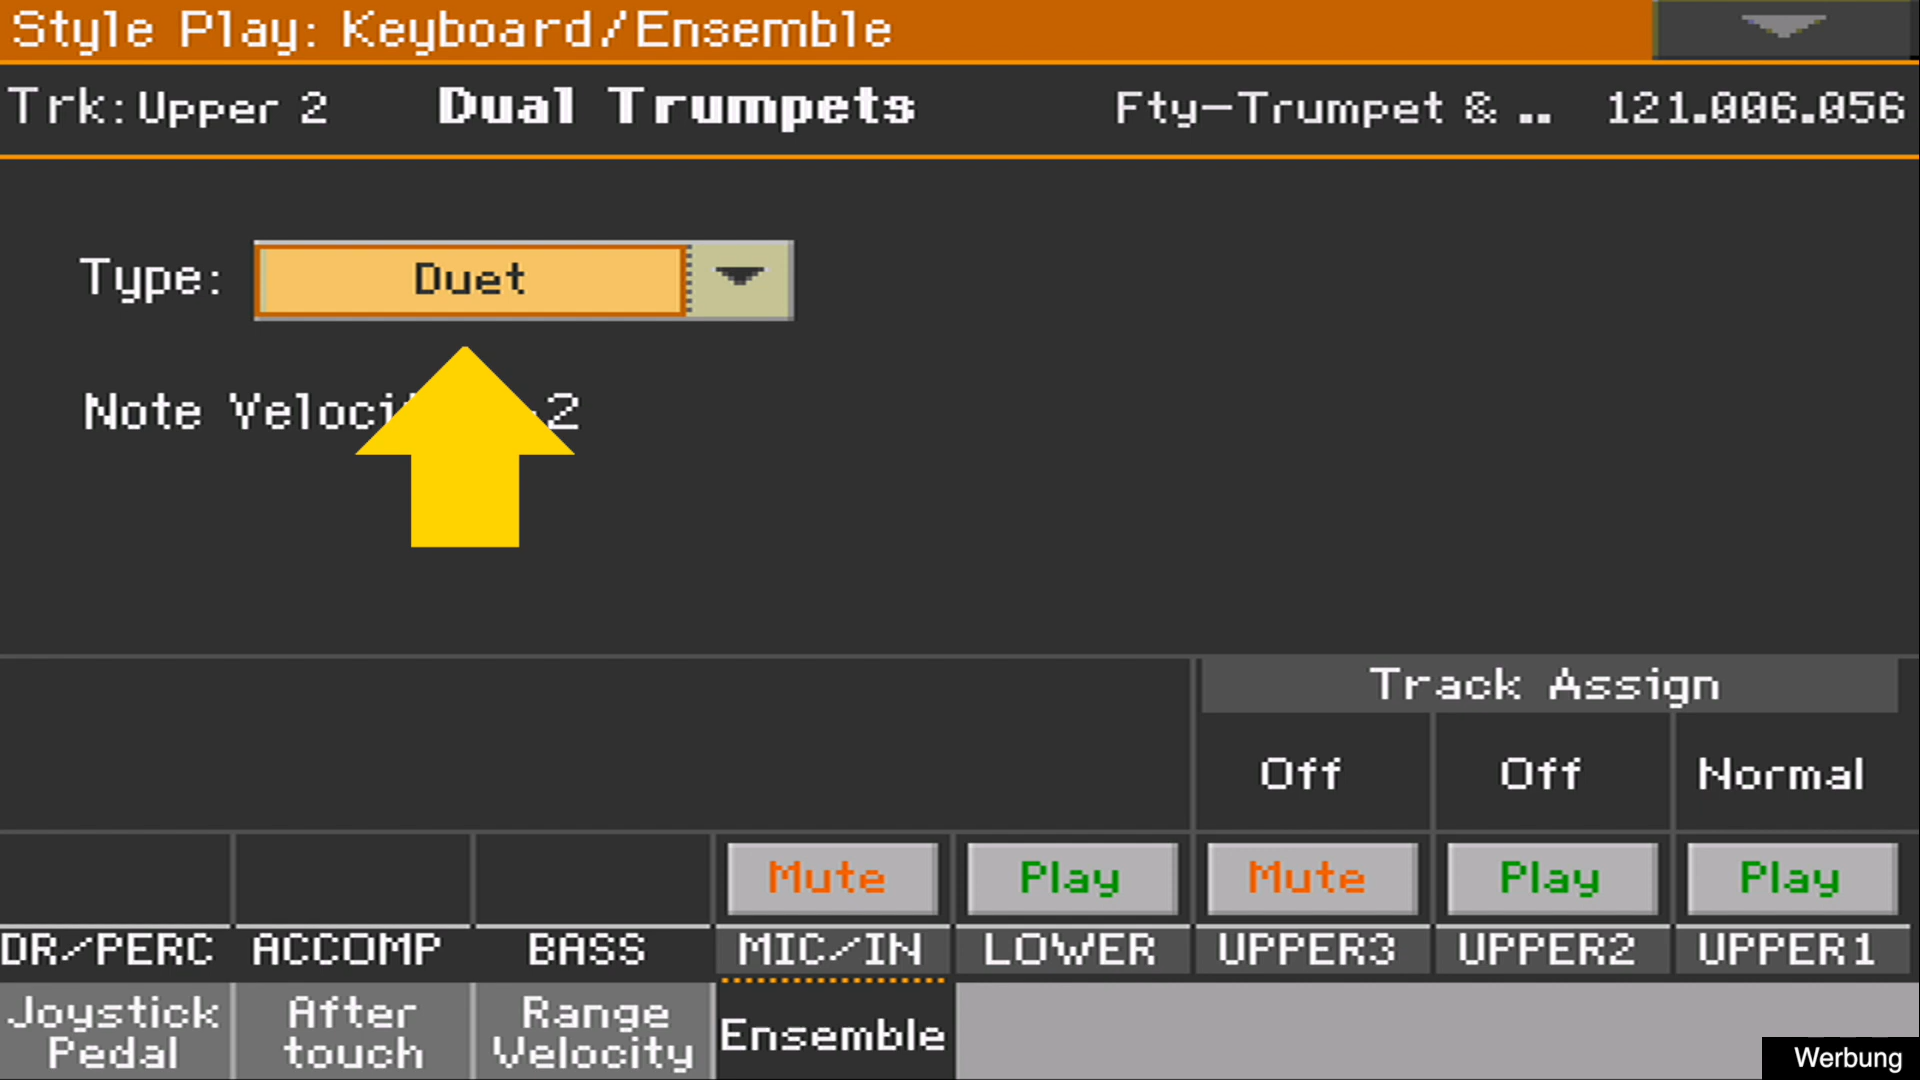 Style Play: Keyboard/Ensemble
Trk:Upper 2 Dual Trumpets Fty-Trumpet & .. 121.006.056
Type: Duet
Note 2
Track Assign
Off Off Normal
Mute Play Mute Play Play
DR/PERC ACCOMP BASS MIC/IN LOWER UPPER3 UPPER2 UPPER1
Joystick Pedal After touch Range Velocity Ensemble
Werbung